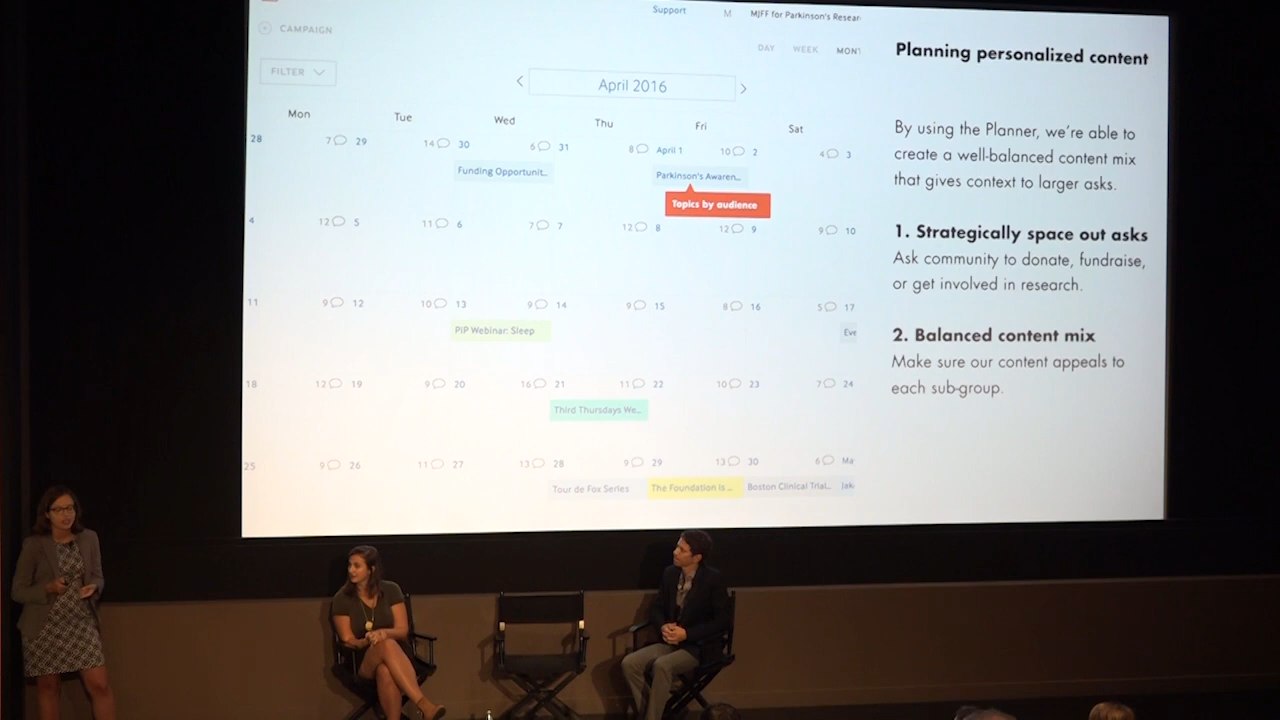 Support
M
MJFF for Parkinson's Resear
CAMPAIGN
DAY WEEK MONT
FILTER
April 2016
Mon Tue Wed Thu Fri Sat
28 7 29 14 30 6 31 8 April 1 10 2 4 3
Funding Opportunit...
Parkinson's Awaren...
Topics by audience
4 12 5 11 6 7 7 12 8 12 9 9 10
11 9 12 10 13 9 14 9 15 8 16 5 17
PIP Webinar: Sleep
Eve
18 12 19 9 20 16 21 11 22 10 23 7 24
Third Thursdays We...
25 9 26 11 27 13 28 9 29 13 30 6 Ma
Tour de Fox Series
The Foundation is ...
Boston Clinical Trial...
Jak
Planning personalized content
By using the Planner, we're able to
create a well-balanced content mix
that gives context to larger asks.
1. Strategically space out asks
Ask community to donate, fundraise,
or get involved in research.
2. Balanced content mix
Make sure our content appeals to
each sub-group.